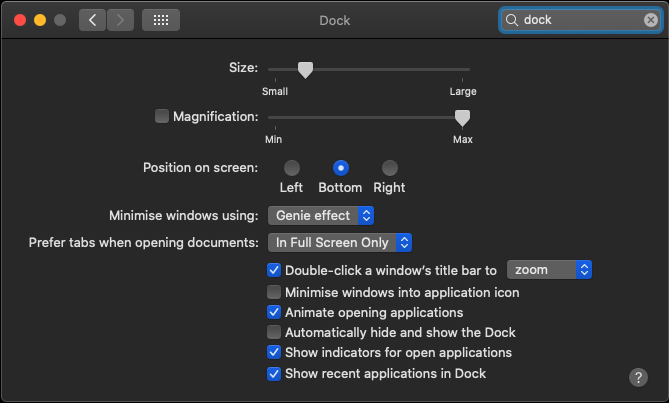 Dock
dock
Size:
Small Large
Magnification:
Min Max
Position on screen:
Left Bottom Right
Minimise windows using: Genie effect
Prefer tabs when opening documents: In Full Screen Only
Double-click a window's title bar to zoom
Minimise windows into application icon
Animate opening applications
Automatically hide and show the Dock
Show indicators for open applications
Show recent applications in Dock
?